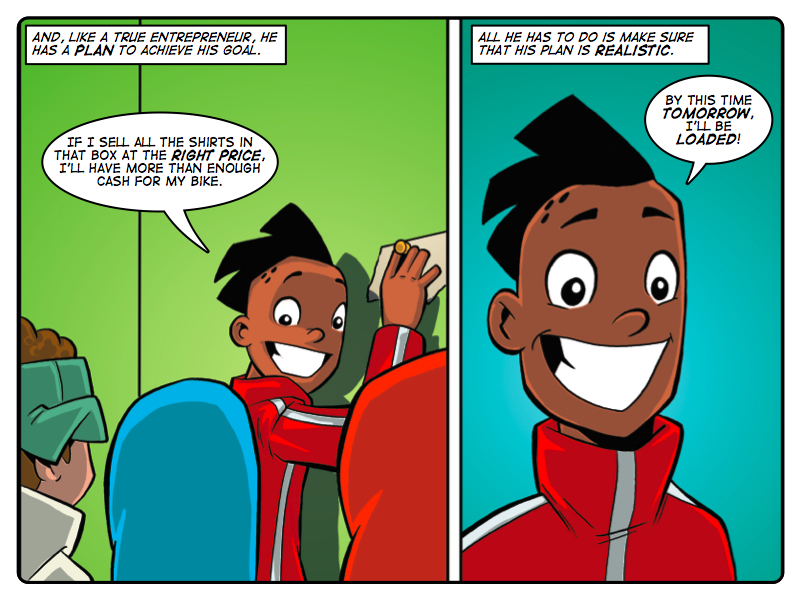 AND, LIKE A TRUE ENTREPRENEUR, HE
HAS A PLAN TO ACHIEVE HIS GOAL.
IF I SELL ALL THE SHIRTS IN
THAT BOX AT THE RIGHT PRICE,
I'LL HAVE MORE THAN ENOUGH
CASH FOR MY BIKE.
ALL HE HAS TO DO IS MAKE SURE
THAT HIS PLAN IS REALISTIC.
BY THIS TIME
TOMORROW,
I'LL BE
LOADED!